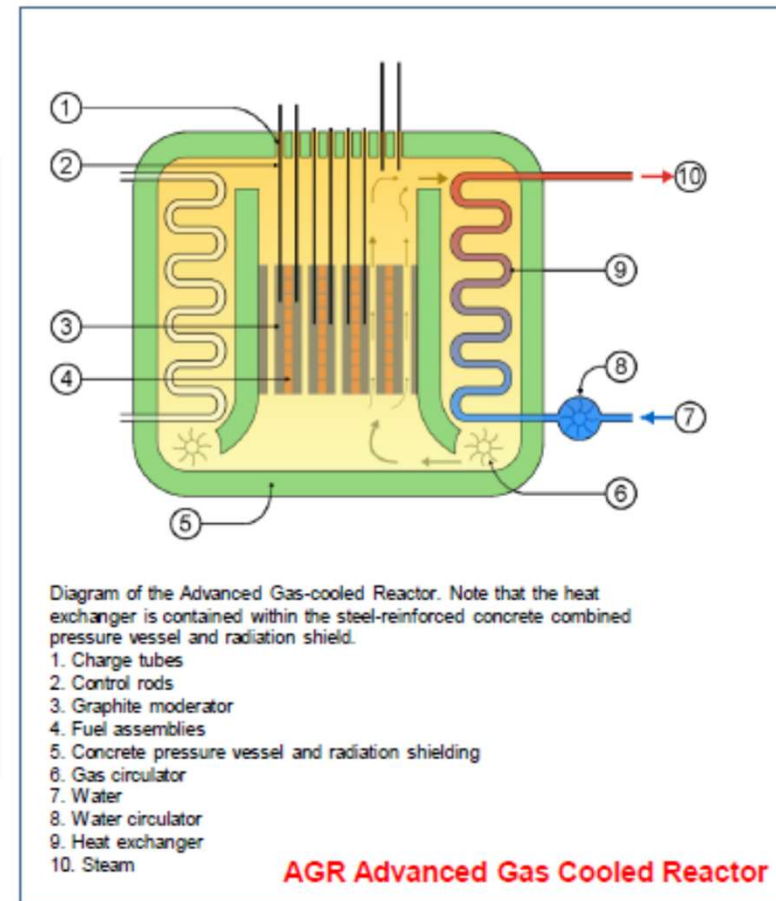 1
2
3
4
5
6
7
8
9
10
Diagram of the Advanced Gas-cooled Reactor. Note that the heat
exchanger is contained within the steel-reinforced concrete combined
pressure vessel and radiation shield.
1. Charge tubes
2. Control rods
3. Graphite moderator
4. Fuel assemblies
5. Concrete pressure vessel and radiation shielding
6. Gas circulator
7. Water
8. Water circulator
9. Heat exchanger
10. Steam
AGR Advanced Gas Cooled Reactor